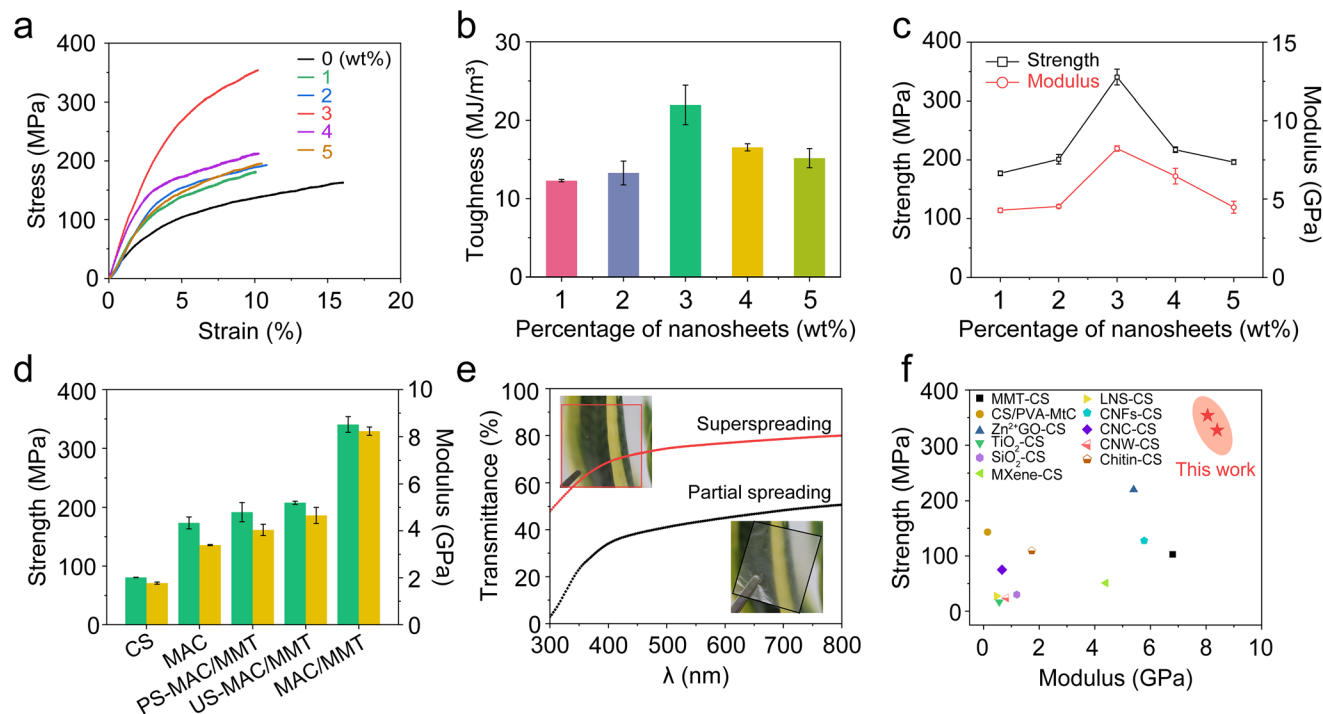 a
400
300
200
100
0
0
5
10
15
20
Stress (MPa)
Strain (%)
0 (wt%)
1
2
3
4
5
b
30
20
10
0
1
2
3
4
5
Toughness (MJ/m³)
Percentage of nanosheets (wt%)
c
400
300
200
100
0
15
10
5
0
1
2
3
4
5
Strength (MPa)
Modulus (GPa)
Strength
Modulus
Percentage of nanosheets (wt%)
d
400
300
200
100
0
10
8
6
4
2
0
Strength (MPa)
Modulus (GPa)
CS
MAC
PS-MAC/MMT
US-MAC/MMT
MAC/MMT
e
100
80
60
40
20
0
300
400
500
600
700
800
Transmittance (%)
λ (nm)
Superspreading
Partial spreading
f
400
300
200
100
0
0
2
4
6
8
10
Strength (MPa)
Modulus (GPa)
MMT-CS
CS/PVA-MtC
Zn²⁺GO-CS
TiO₂-CS
SiO₂-CS
MXene-CS
LNS-CS
CNFs-CS
CNC-CS
CNW-CS
Chitin-CS
This work